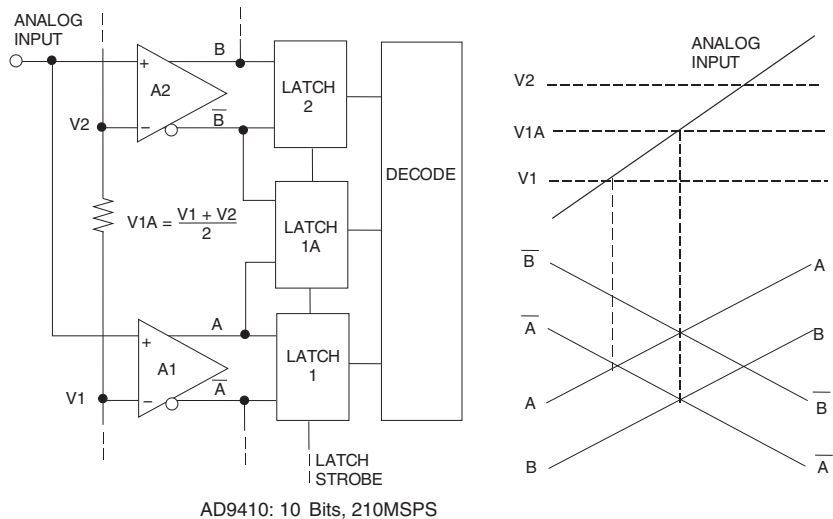 ANALOG
INPUT
B
A2
+
−
B̅
V2
LATCH
2
DECODE
V1A = V1 + V2
2
LATCH
1A
A
+
A1
−
A̅
V1
LATCH
1
LATCH
STROBE
ANALOG
INPUT
V2
V1A
V1
B̅
A
A̅
B
A
B̅
B
A̅
AD9410: 10 Bits, 210MSPS